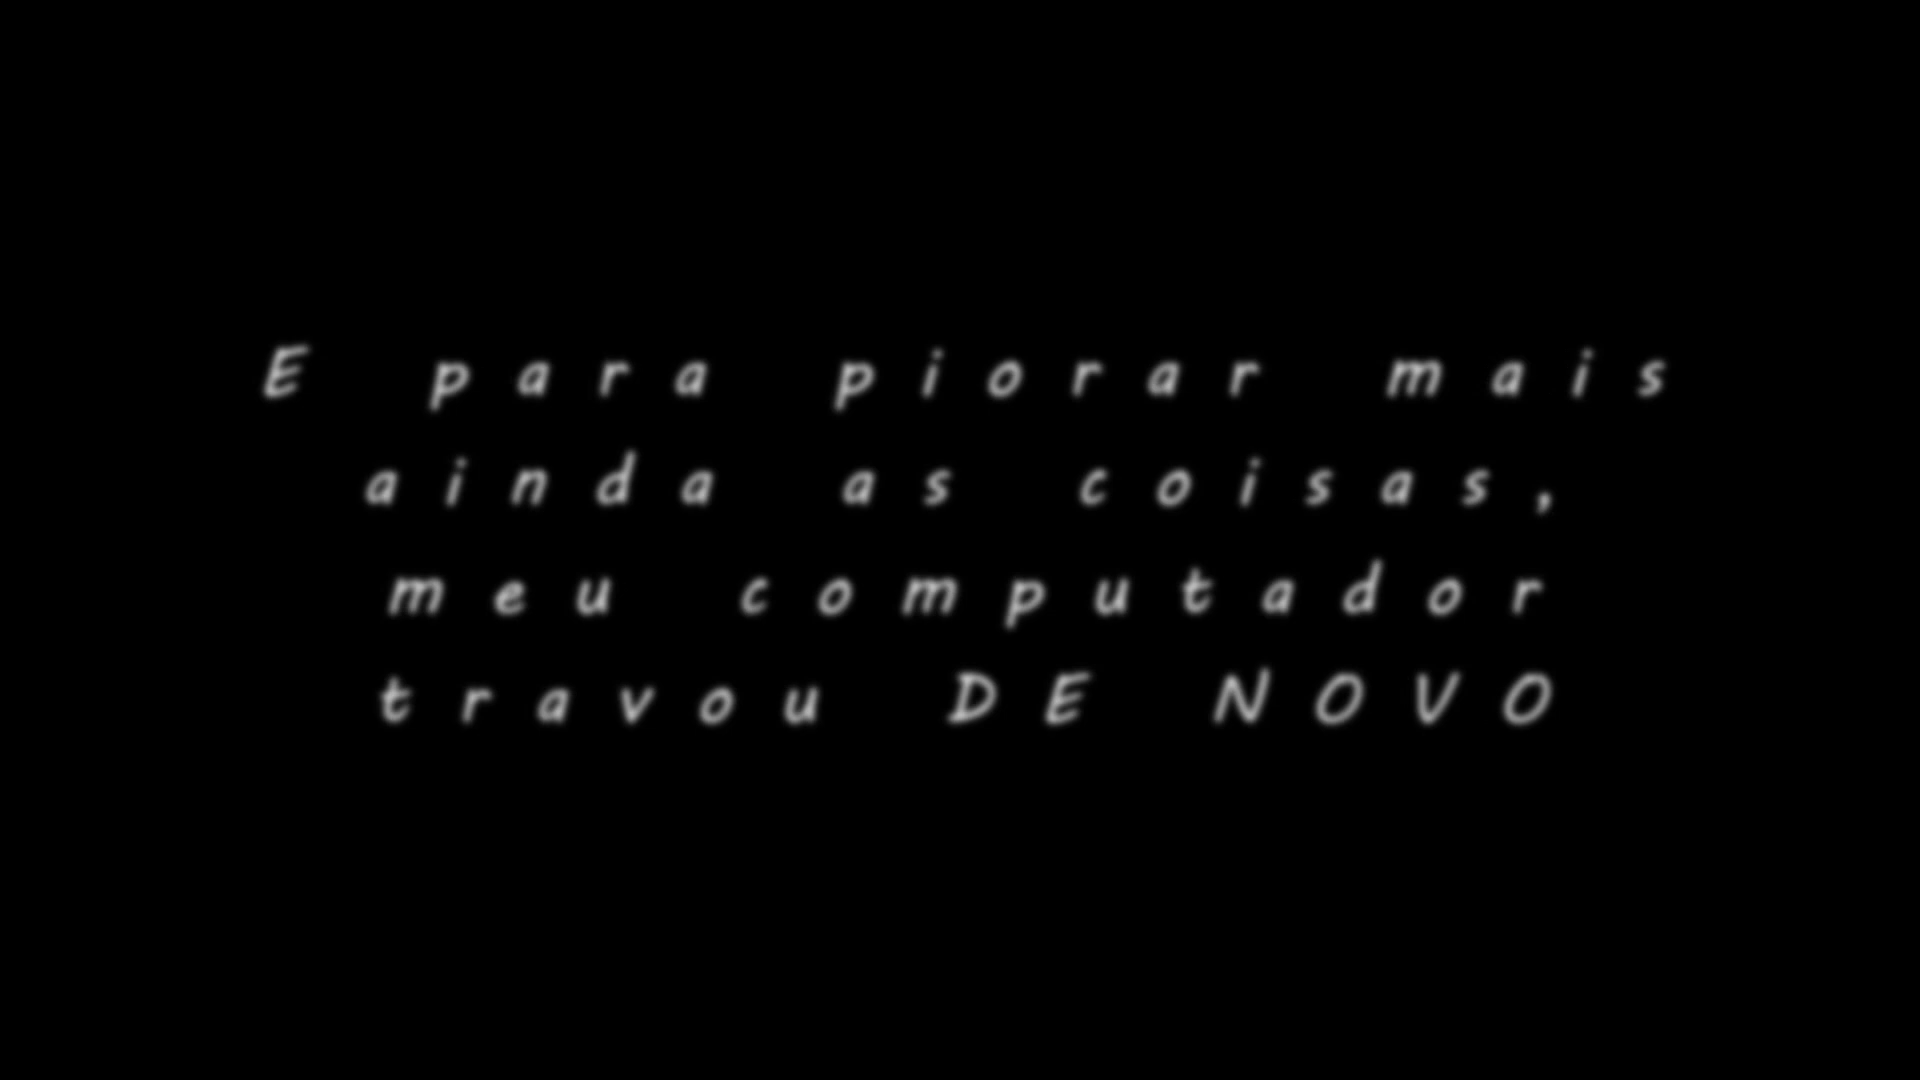 E para piorar mais
ainda as coisas,
meu computador
travou DE NOVO